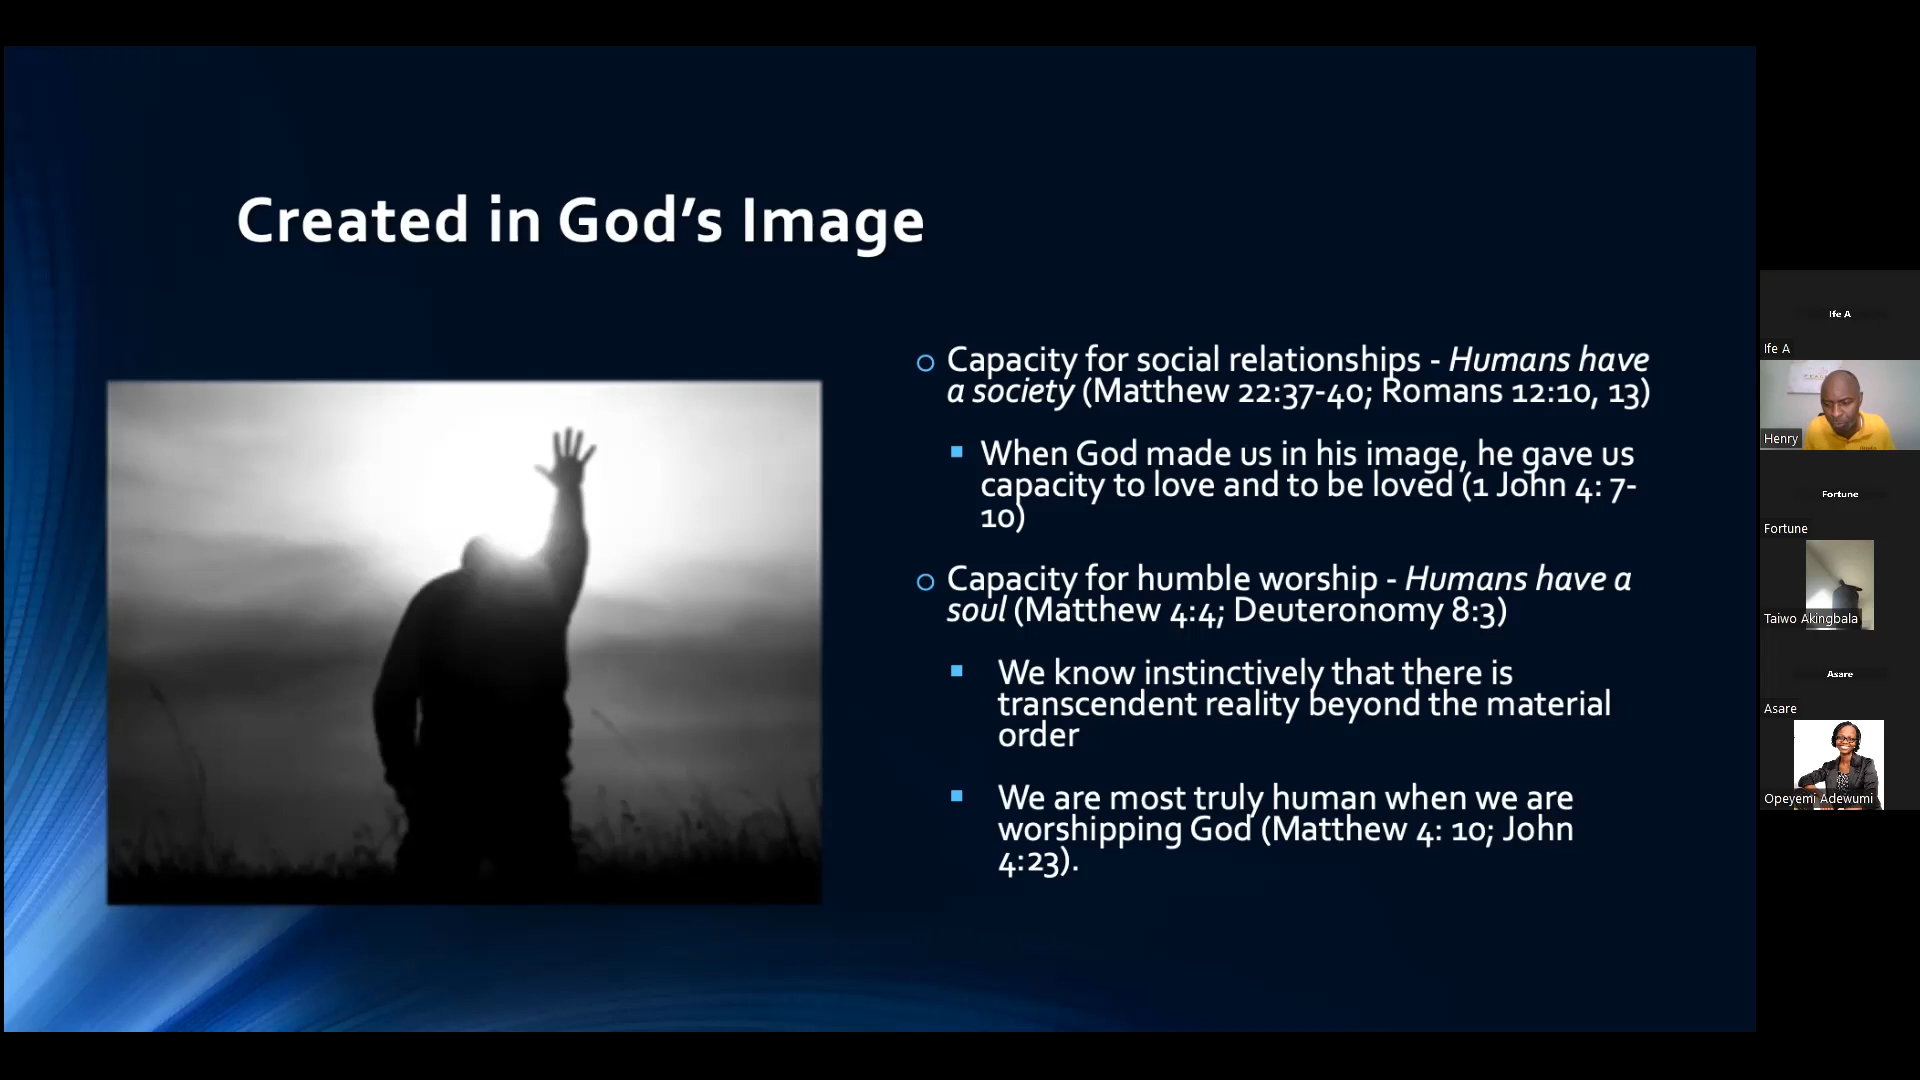 Created in God’s Image
Capacity for social relationships - Humans have
a society (Matthew 22:37-40; Romans 12:10, 13)
When God made us in his image, he gave us
capacity to love and to be loved (1 John 4: 7-
10)
Capacity for humble worship - Humans have a
soul (Matthew 4:4; Deuteronomy 8:3)
We know instinctively that there is
transcendent reality beyond the material
order
We are most truly human when we are
worshipping God (Matthew 4: 10; John
4:23).
Ife A
Ife A
Henry
Fortune
Fortune
Taiwo Akingbala
Asare
Asare
Opeyemi Adewumi